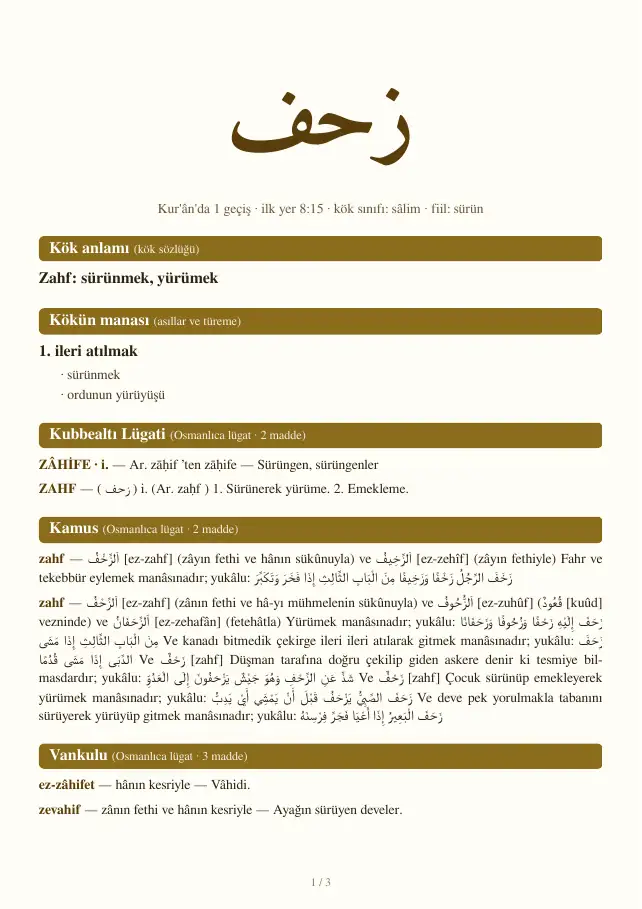 زحف
Kur'ân'da 1 geçiş · ilk yer 8:15 · kök sınıfı: sâlim · fiil: sürün
Kök anlamı (kök sözlüğü)
Zahf: sürünmek, yürümek
Kökün manası (asıllar ve türeme)
1. ileri atılmak
· sürünmek
· ordunun yürüyüşü
Kubbealtı Lügati (Osmanlıca lügat · 2 madde)
ZÂHİFE · i. — Ar. zāḥif ’ten zāḥife — Sürüngen, sürüngenler
ZAHF — ( زحف ) i. (Ar. zaḥf ) 1. Sürünerek yürüme. 2. Emekleme.
Kamus (Osmanlıca lügat · 2 madde)
zahf — اَلزَّخْفُ [ez-zahf] (zâyın fethi ve hânın sükûnuyla) ve اَلزَّخِيفُ [ez-zehîf] (zâyın fethiyle) Fahr ve
tekebbür eylemek manâsınadır; yukâlu: زَخَفَ الرَّجُلُ زَخْفًا وَزَخِيفًا مِنَ الْبَابِ الثَّالِثِ إِذَا فَخَرَ وَتَكَبَّرَ
zahf — اَلزَّحْفُ [ez-zahf] (zânın fethi ve hâ-yı mühmelenin sükûnuyla) ve اَلزُّحُوفُ [ez-zuhûf] (قُعُودٌ [kuûd]
vezninde) ve اَلزَّحَفَانُ [ez-zehafân] (fetehâtla) Yürümek manâsınadır; yukâlu: زَحَفَ إِلَيْهِ زَحْفًا وَزُحُوفًا وَزَحَفَانًا
مِنَ الْبَابِ الثَّالِثِ إِذَا مَشَى Ve kanadı bitmedik çekirge ileri ileri atılarak gitmek manâsınadır; yukâlu: زَحَفَ
الدَّبَى إِذَا مَشَى قُدُمًا Ve زَحْفٌ [zahf] Düşman tarafına doğru çekilip giden askere denir ki tesmiye bil-
masdardır; yukâlu: شَذَّ عَنِ الزَّحْفِ وَهُوَ جَيْشٌ يَزْحَفُونَ إِلَى الْعَدُوِّ Ve زَحْفٌ [zahf] Çocuk sürünüp emekleyerek
yürümek manâsınadır; yukâlu: زَحَفَ الصَّبِيُّ يَزْحَفُ قَبْلَ أَنْ يَمْشِي أَيْ يَدِبُّ Ve deve pek yorulmakla tabanını
sürüyerek yürüyüp gitmek manâsınadır; yukâlu: زَحَفَ الْبَعِيرُ إِذَا أَعْيَا فَجَرَّ فِرْسِنَهُ
Vankulu (Osmanlıca lügat · 3 madde)
ez-zâhifet — hânın kesriyle — Vâhidi.
zevahif — zânın fethi ve hânın kesriyle — Ayağın sürüyen develer.
1 / 3